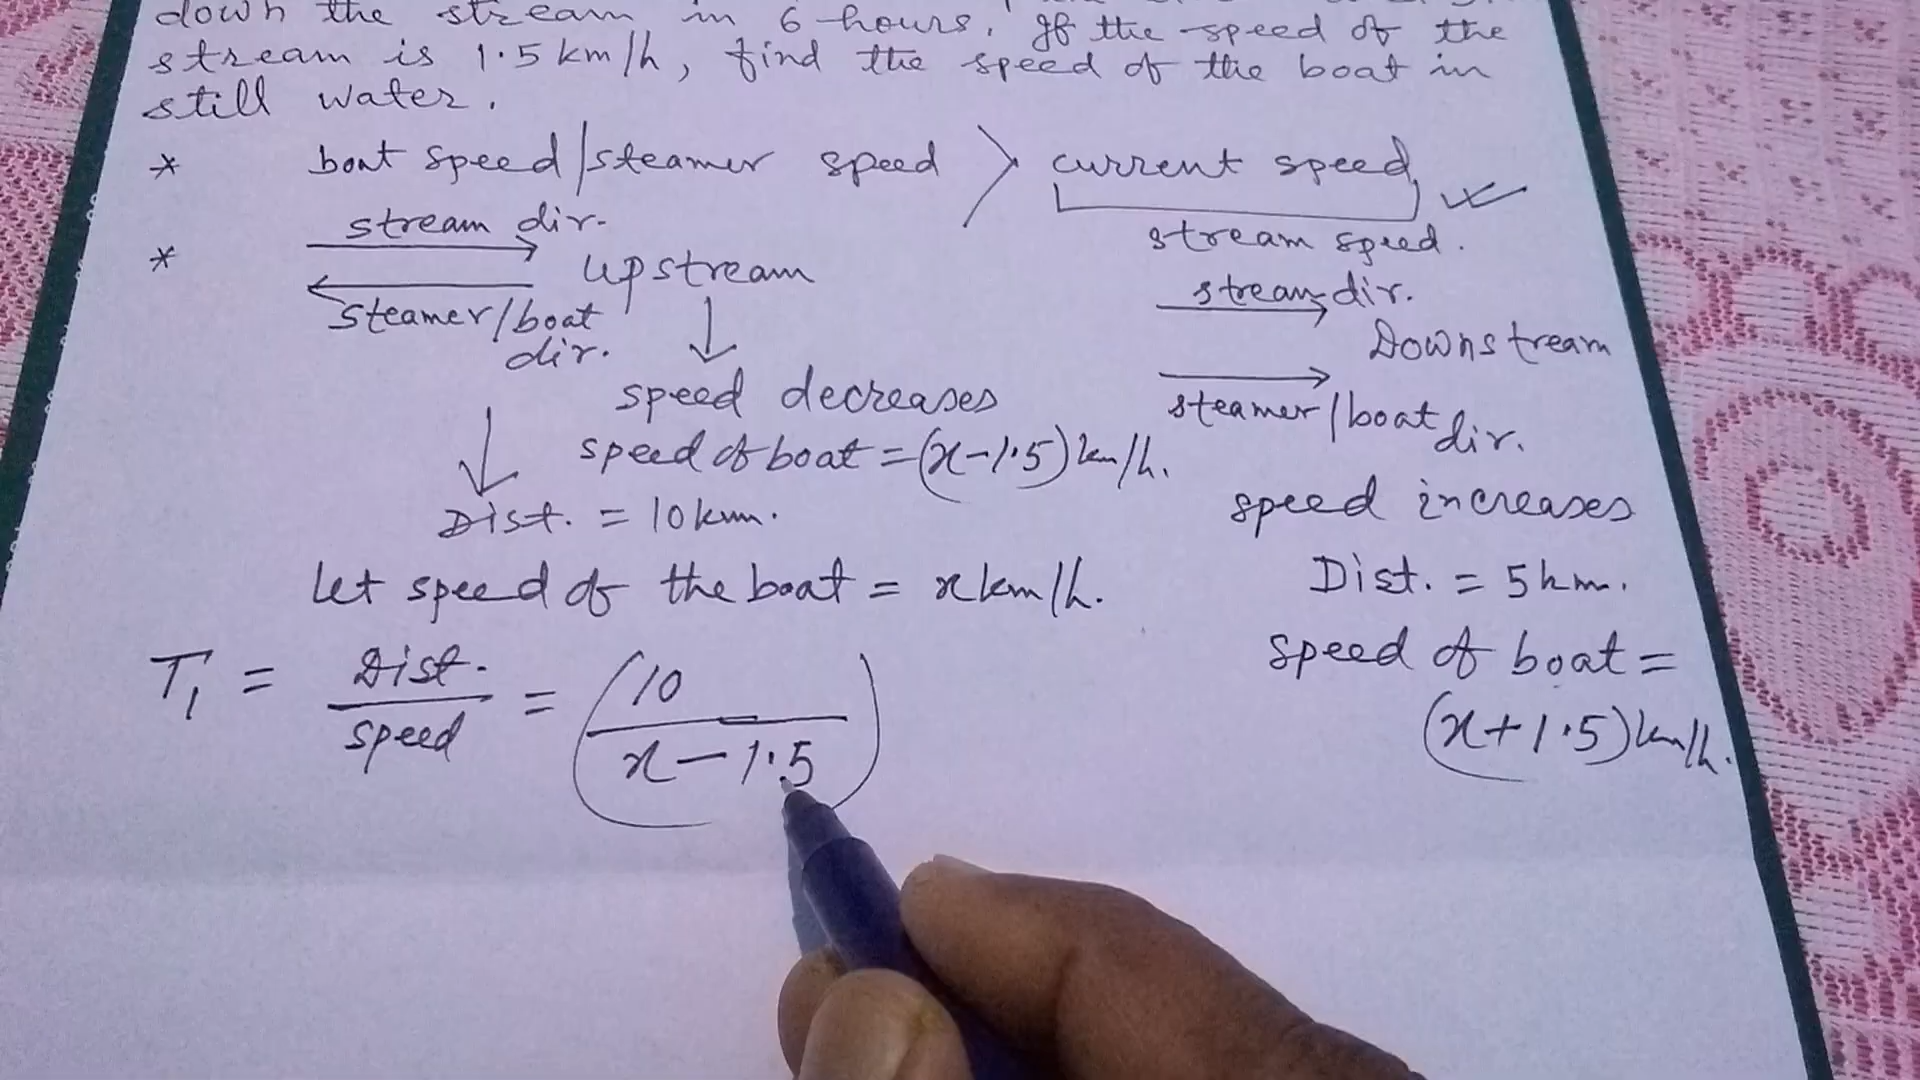 down the stream in 6 hours. If the speed of the
stream is 1.5 km/h, find the speed of the boat in
still water.
* boat speed/steamer speed > current speed
stream speed.
* stream dir.
upstream
steamer/boat
dir.
speed decreases
speed of boat = (x-1.5) km/h.
Dist. = 10 km.
stream dir.
Downstream
steamer/boat dir.
speed increases
Dist. = 5 km.
speed of boat =
(x+1.5) km/h.
Let speed of the boat = x km/h.
T1 = Dist. / speed = (10 / x - 1.5)